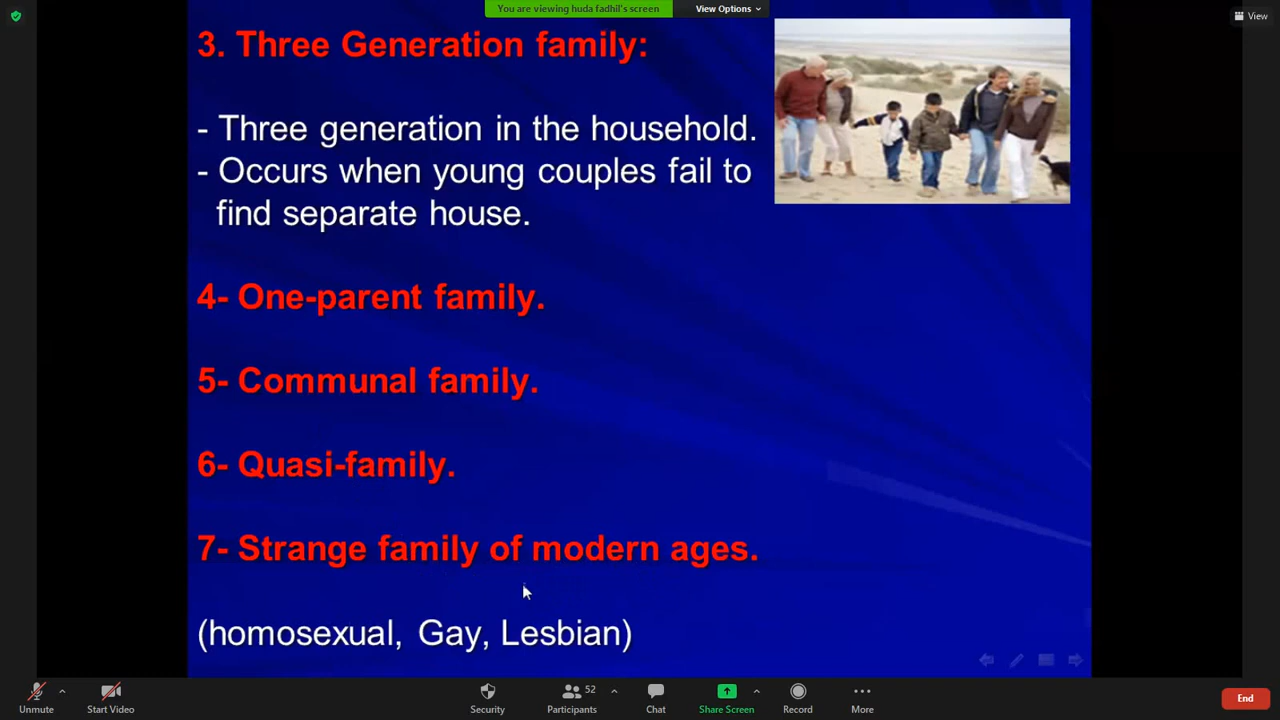 You are viewing huda fadhil's screen
View Options
View
3. Three Generation family:
- Three generation in the household.
- Occurs when young couples fail to
find separate house.
4- One-parent family.
5- Communal family.
6- Quasi-family.
7- Strange family of modern ages.
(homosexual, Gay, Lesbian)
Unmute
Start Video
Security
52
Participants
Chat
Share Screen
Record
More
End